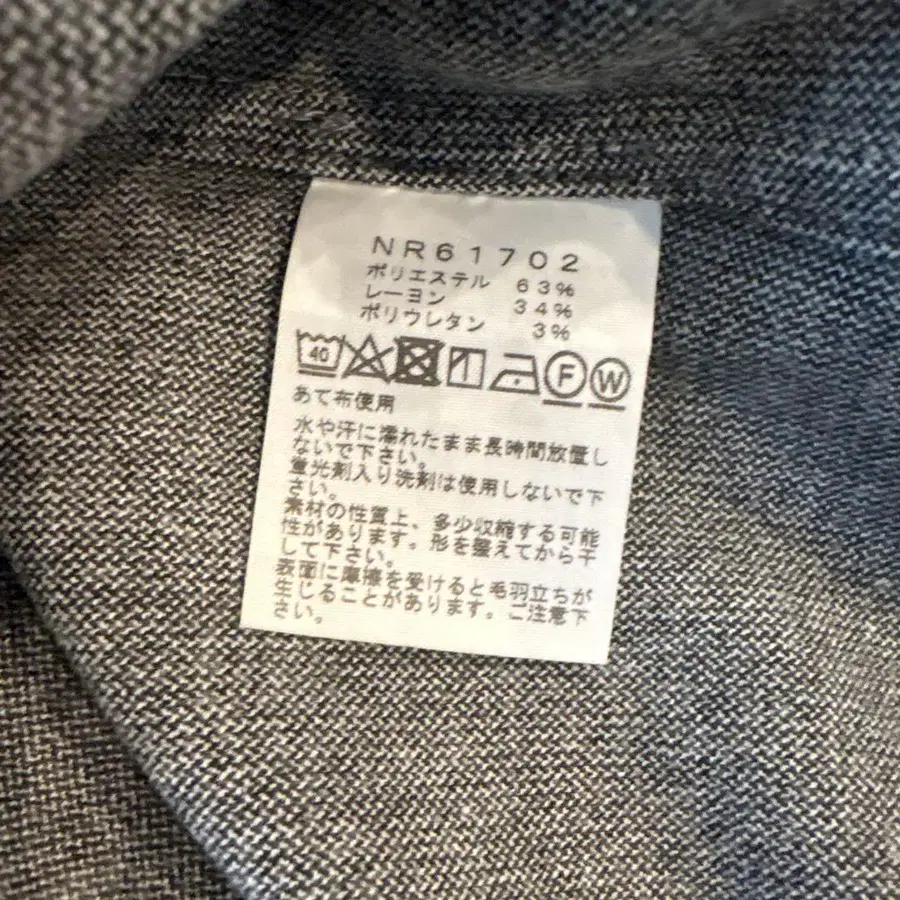 NR61702
ポリエステル 63%
レーヨン 34%
ポリウレタン 3%
40 F W
あて布使用
水や汗に濡れたまま長時間放置し
ないで下さい。
蛍光剤入り洗剤は使用しないで下
さい。
素材の性質上、多少収縮する可能
性があります。形を整えてから干
して下さい。
表面に摩擦を受けると毛羽立ちが
生じることがあります。ご注意下
さい。